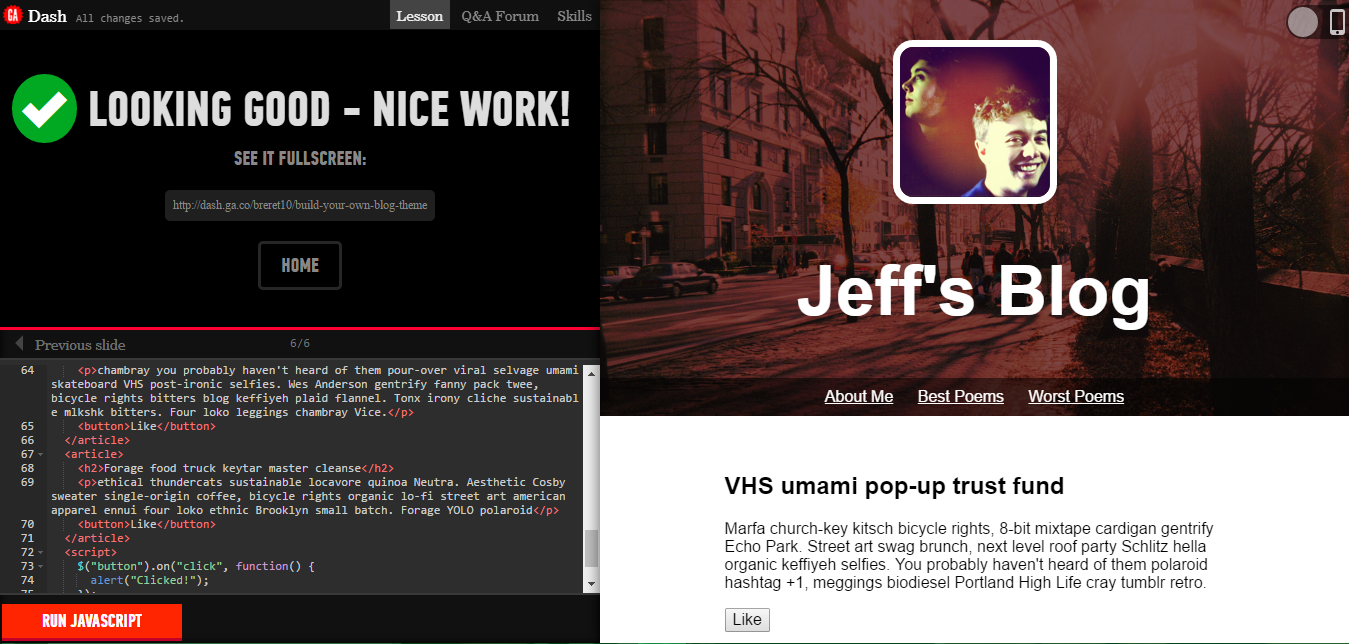 GA Dash All changes saved. Lesson Q&A Forum Skills
LOOKING GOOD - NICE WORK!
SEE IT FULLSCREEN:
http://dash.ga.co/breret10/build-your-own-blog-theme
HOME
Previous slide 6/6
64 <p>chambray you probably haven't heard of them pour-over viral selvage umami
skateboard VHS post-ironic selfies. Wes Anderson gentrify fanny pack twee,
bicycle rights bitters blog keffiyeh plaid flannel. Tonx irony cliche sustainabl
e mlkshk bitters. Four loko leggings chambray Vice.</p>
65 <button>Like</button>
66 </article>
67 <article>
68 <h2>Forage food truck keytar master cleanse</h2>
69 <p>ethical thundercats sustainable locavore quinoa Neutra. Aesthetic Cosby
sweater single-origin coffee, bicycle rights organic lo-fi street art american
apparel ennui four loko ethnic Brooklyn small batch. Forage YOLO polaroid</p>
70 <button>Like</button>
71 </article>
72 <script>
73 $("button").on("click", function() {
74 alert("Clicked!");
75 });
RUN JAVASCRIPT
Jeff's Blog
About Me Best Poems Worst Poems
VHS umami pop-up trust fund
Marfa church-key kitsch bicycle rights, 8-bit mixtape cardigan gentrify
Echo Park. Street art swag brunch, next level roof party Schlitz hella
organic keffiyeh selfies. You probably haven't heard of them polaroid
hashtag +1, meggings biodiesel Portland High Life cray tumblr retro.
Like